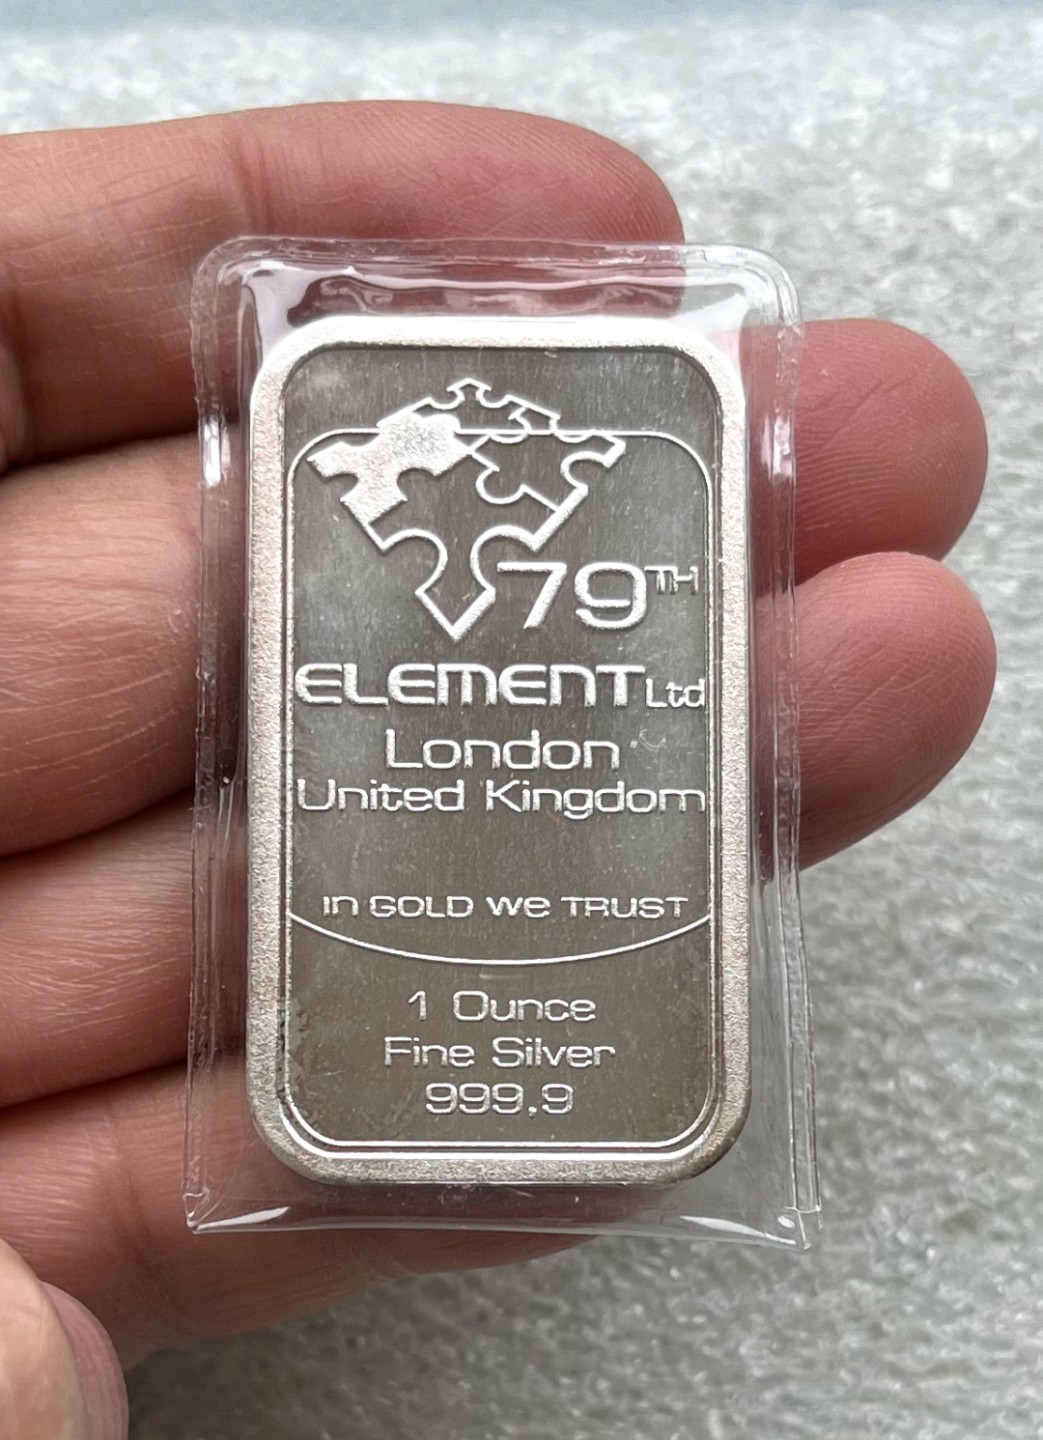 79TH
ELEMENT Ltd
London
United Kingdom
In GOLD We TRUST
1 Ounce
Fine Silver
999.9